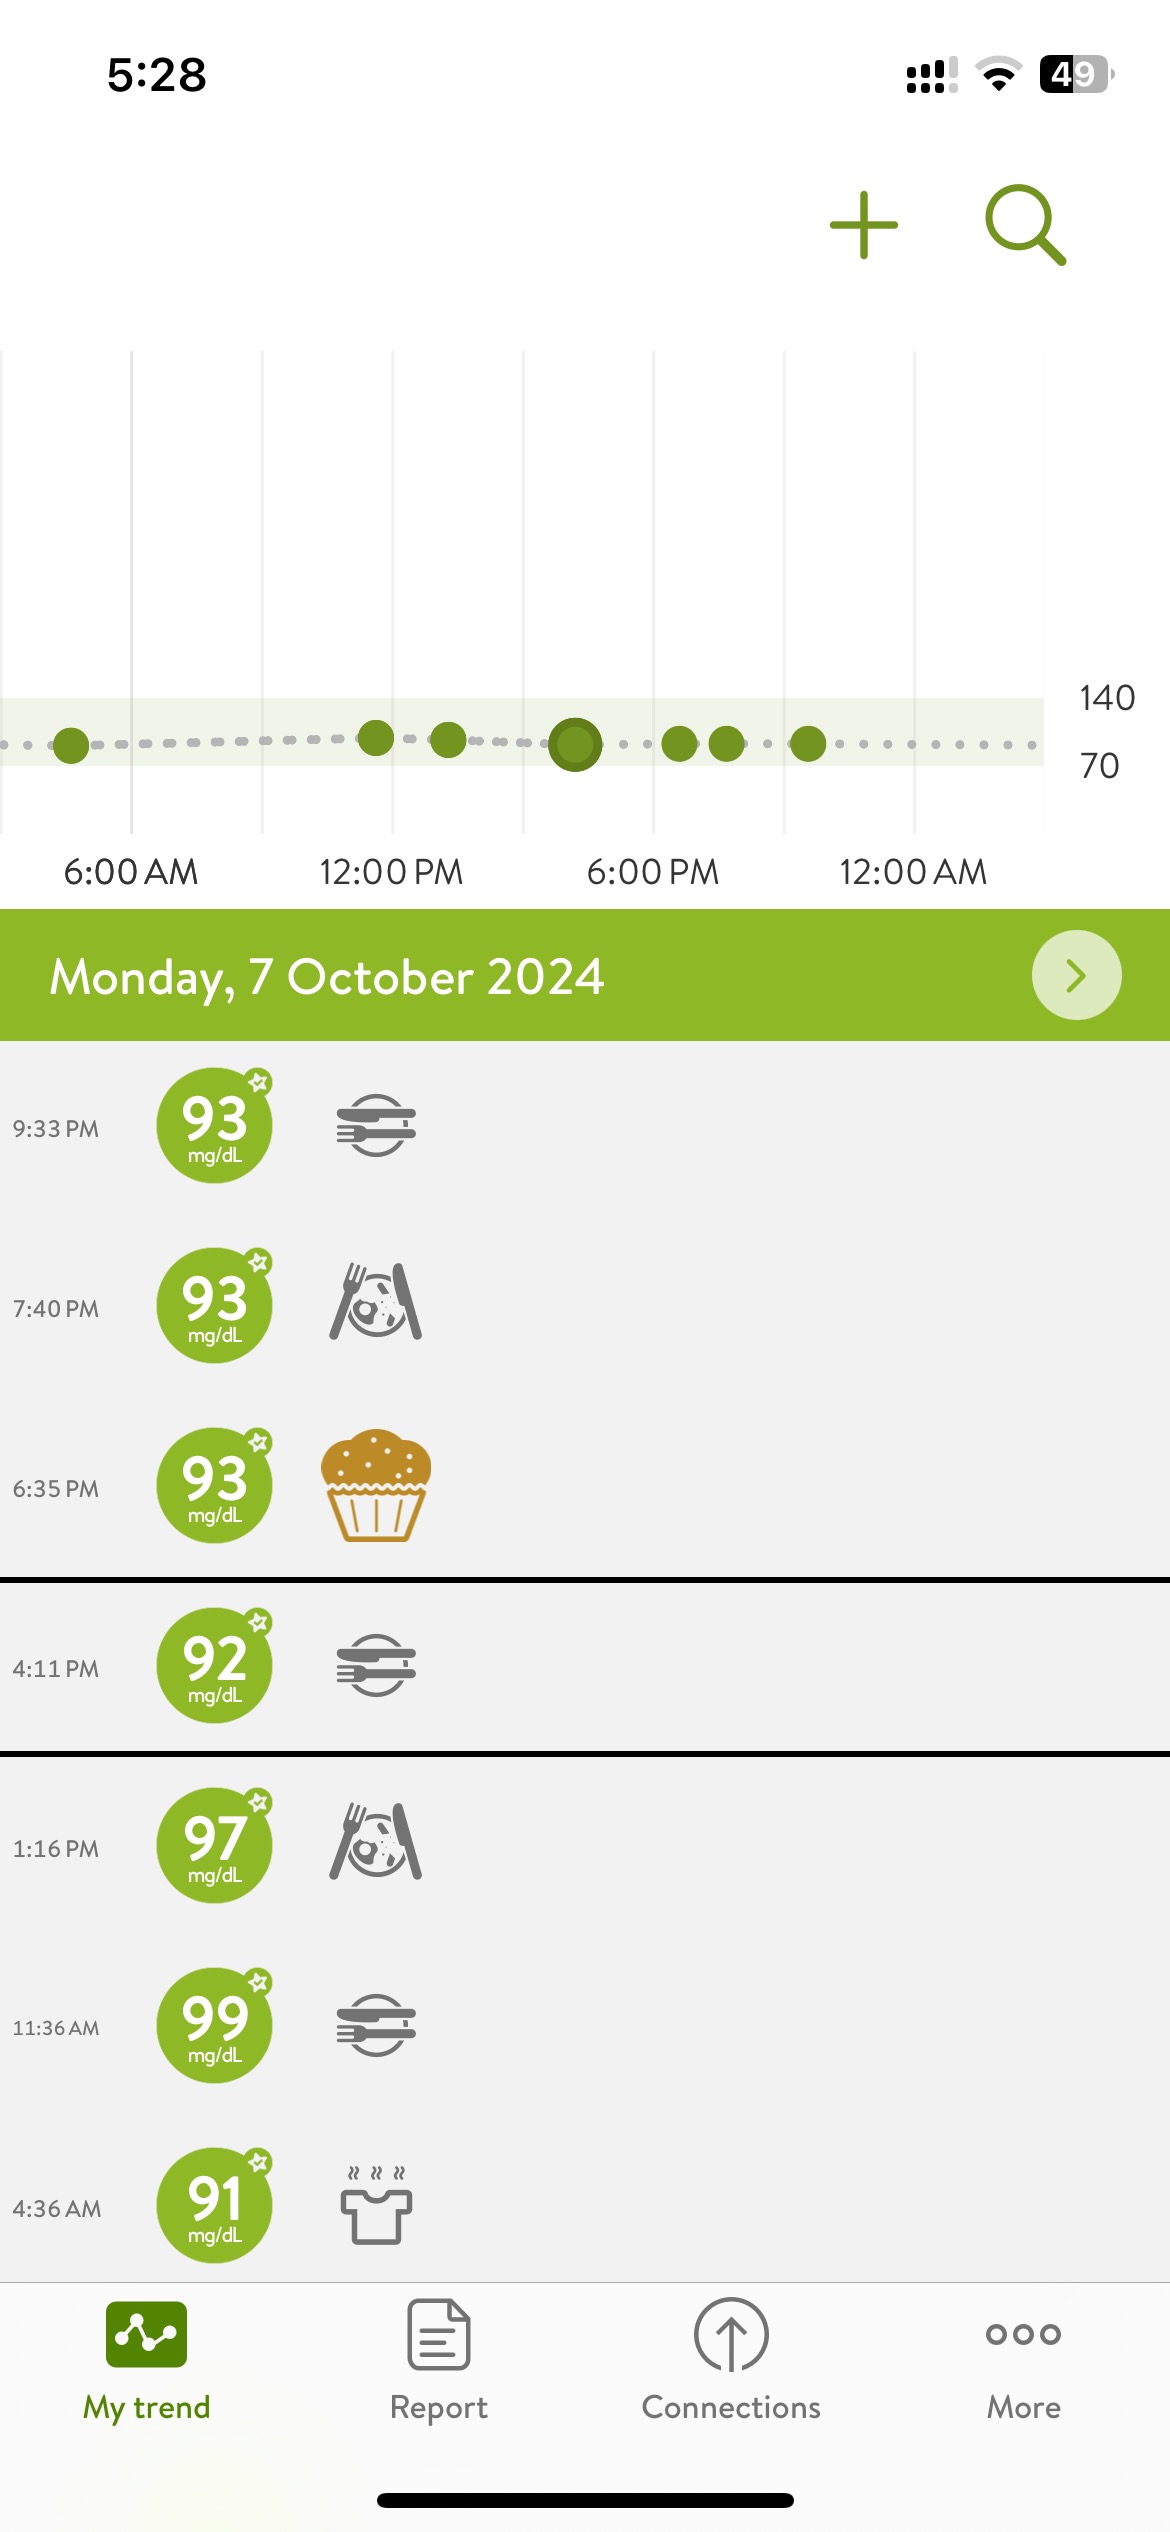 5:28
49
140
70
6:00 AM 12:00 PM 6:00 PM 12:00 AM
Monday, 7 October 2024
9:33 PM 93 mg/dL
7:40 PM 93 mg/dL
6:35 PM 93 mg/dL
4:11 PM 92 mg/dL
1:16 PM 97 mg/dL
11:36 AM 99 mg/dL
4:36 AM 91 mg/dL
My trend Report Connections More